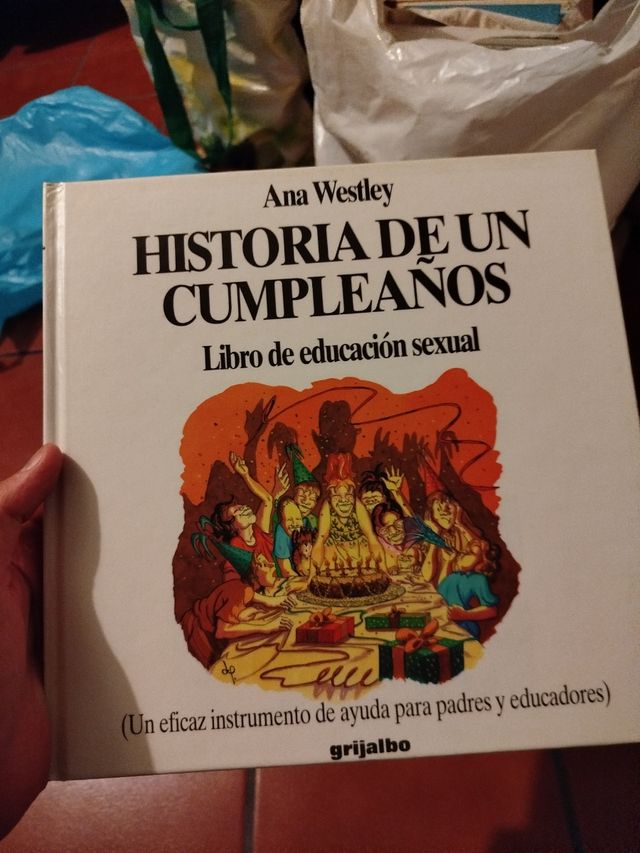 Ana Westley
HISTORIA DE UN
CUMPLEAÑOS
Libro de educación sexual
(Un eficaz instrumento de ayuda para padres y educadores)
grijalbo